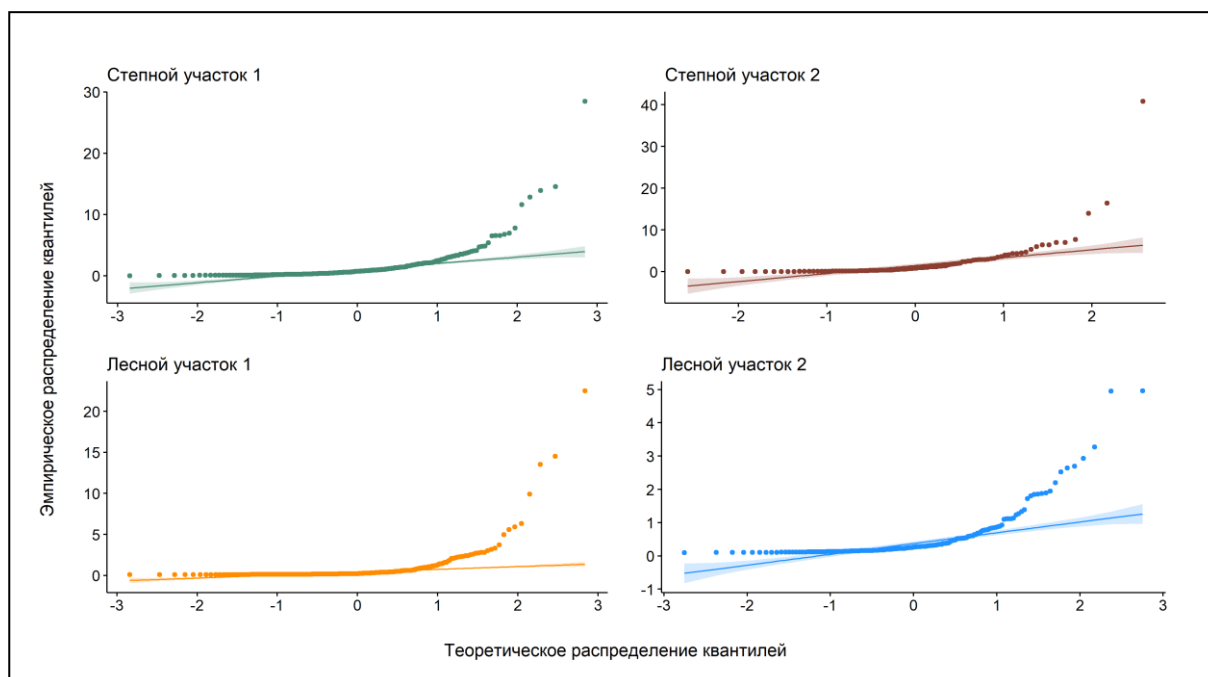 Степной участок 1
30
20
10
0
-3 -2 -1 0 1 2 3
Степной участок 2
40
30
20
10
0
-2 -1 0 1 2
Лесной участок 1
20
15
10
5
0
-3 -2 -1 0 1 2 3
Лесной участок 2
5
4
3
2
1
0
-1
-3 -2 -1 0 1 2 3
Эмпирическое распределение квантилей
Теоретическое распределение квантилей